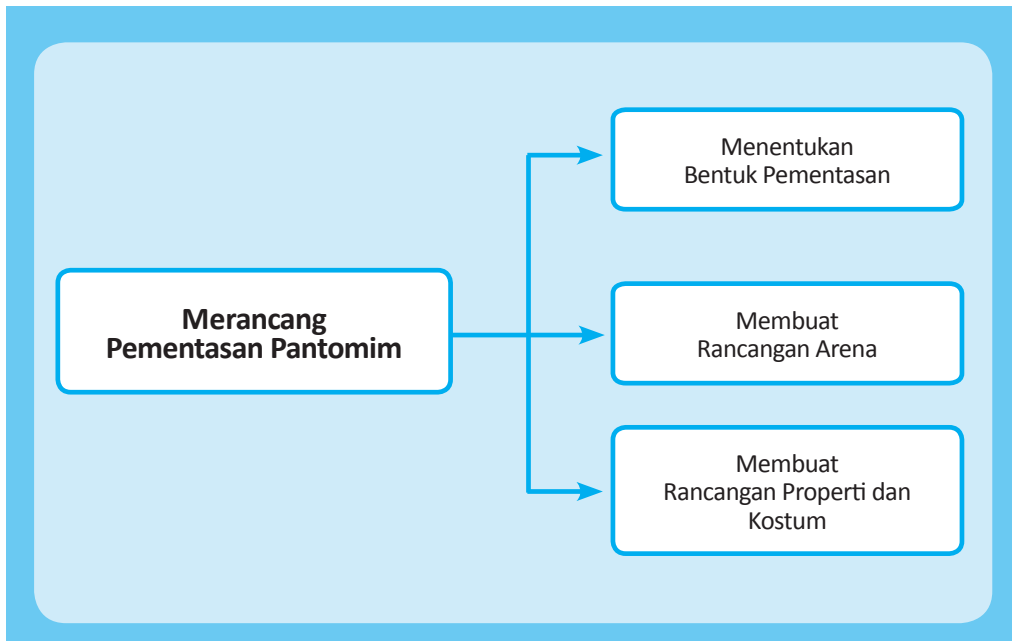 Merancang
Pementasan Pantomim
Menentukan
Bentuk Pementasan
Membuat
Rancangan Arena
Membuat
Rancangan Properti dan
Kostum